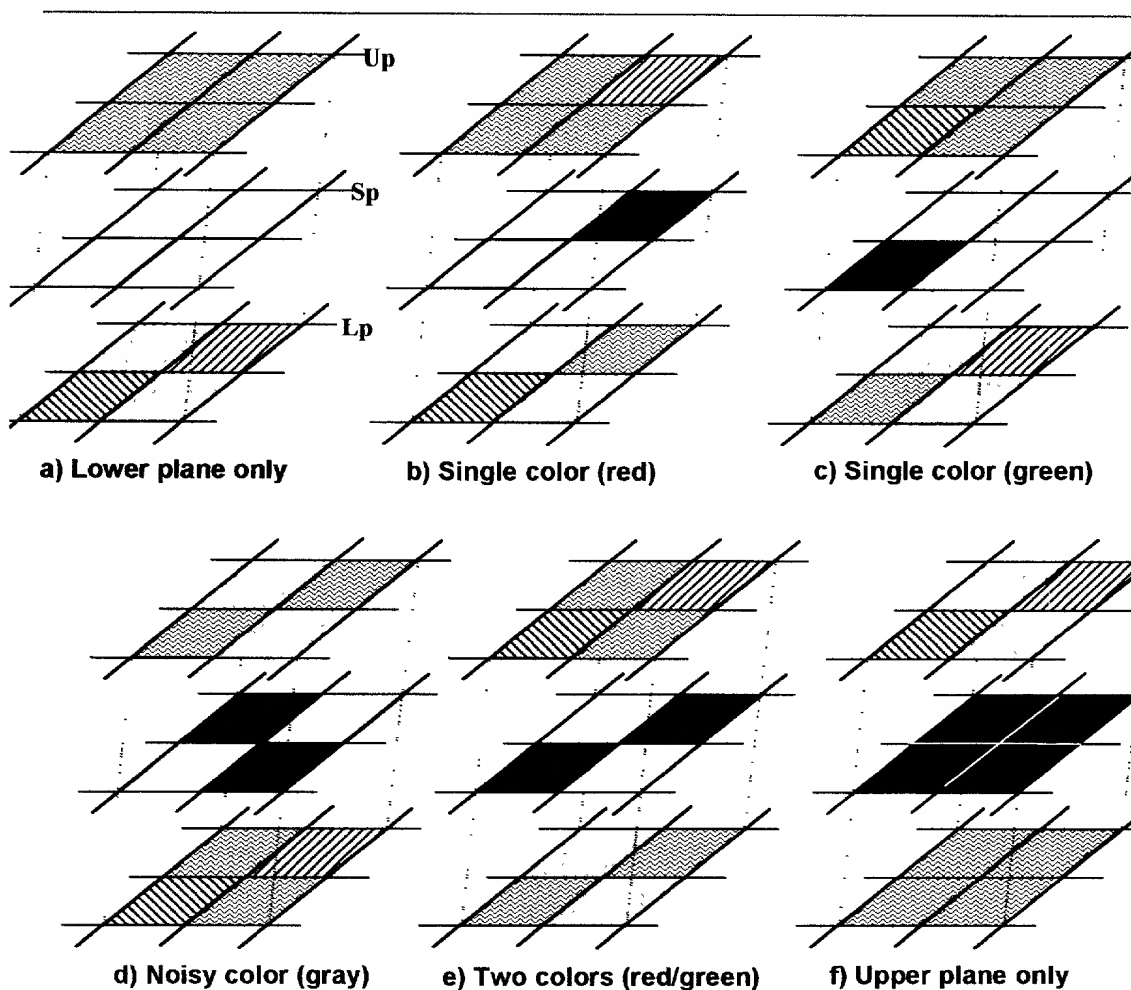 Up
Sp
Lp
a) Lower plane only
b) Single color (red)
c) Single color (green)
d) Noisy color (gray)
e) Two colors (red/green)
f) Upper plane only